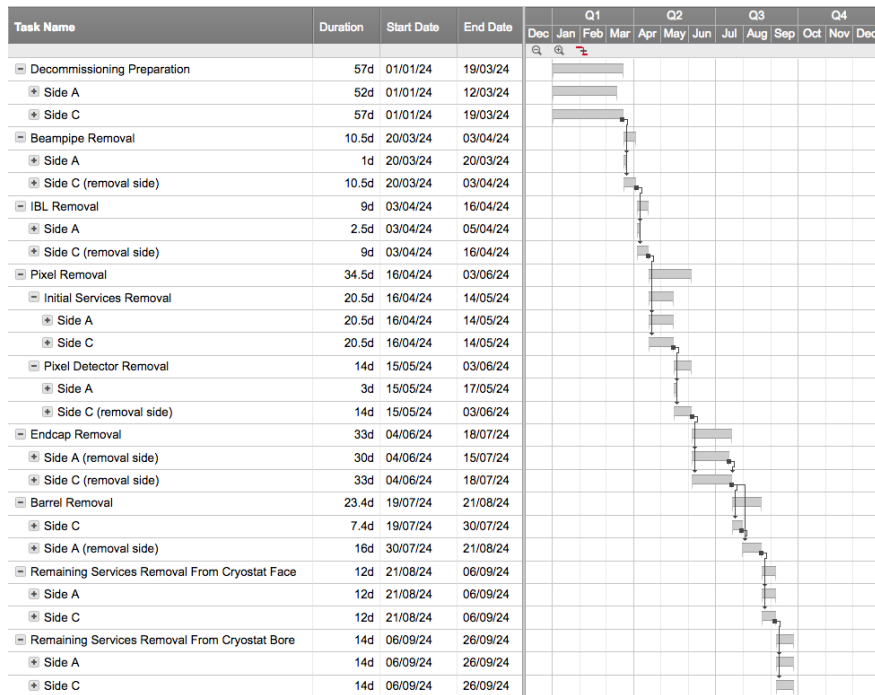 Task Name Duration Start Date End Date Q1 Q2 Q3 Q4
Dec Jan Feb Mar Apr May Jun Jul Aug Sep Oct Nov Dec
Decommissioning Preparation 57d 01/01/24 19/03/24
Side A 52d 01/01/24 12/03/24
Side C 57d 01/01/24 19/03/24
Beampipe Removal 10.5d 20/03/24 03/04/24
Side A 1d 20/03/24 20/03/24
Side C (removal side) 10.5d 20/03/24 03/04/24
IBL Removal 9d 03/04/24 16/04/24
Side A 2.5d 03/04/24 05/04/24
Side C (removal side) 9d 03/04/24 16/04/24
Pixel Removal 34.5d 16/04/24 03/06/24
Initial Services Removal 20.5d 16/04/24 14/05/24
Side A 20.5d 16/04/24 14/05/24
Side C 20.5d 16/04/24 14/05/24
Pixel Detector Removal 14d 15/05/24 03/06/24
Side A 3d 15/05/24 17/05/24
Side C (removal side) 14d 15/05/24 03/06/24
Endcap Removal 33d 04/06/24 18/07/24
Side A (removal side) 30d 04/06/24 15/07/24
Side C (removal side) 33d 04/06/24 18/07/24
Barrel Removal 23.4d 19/07/24 21/08/24
Side C 7.4d 19/07/24 30/07/24
Side A (removal side) 16d 30/07/24 21/08/24
Remaining Services Removal From Cryostat Face 12d 21/08/24 06/09/24
Side A 12d 21/08/24 06/09/24
Side C 12d 21/08/24 06/09/24
Remaining Services Removal From Cryostat Bore 14d 06/09/24 26/09/24
Side A 14d 06/09/24 26/09/24
Side C 14d 06/09/24 26/09/24